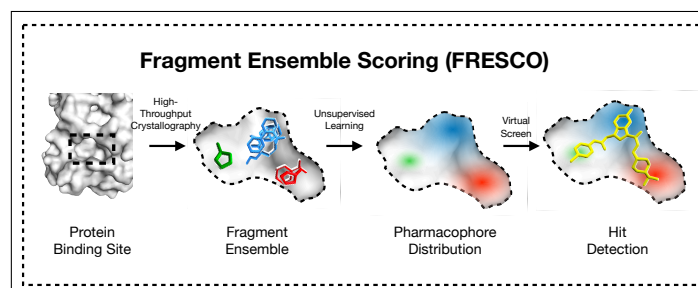 Fragment Ensemble Scoring (FRESCO)
High-
Throughput
Crystallography
Unsupervised
Learning
Virtual
Screen
Protein
Binding Site
Fragment
Ensemble
Pharmacophore
Distribution
Hit
Detection